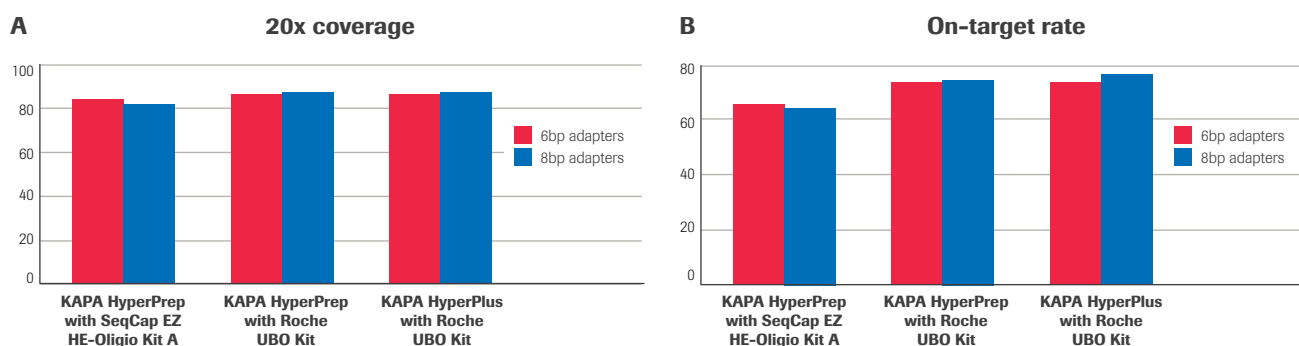 A
20x coverage
100
80
60
40
20
0
6bp adapters
8bp adapters
KAPA HyperPrep
with SeqCap EZ
HE-Oligio Kit A
KAPA HyperPrep
with Roche
UBO Kit
KAPA HyperPlus
with Roche
UBO Kit
B
On-target rate
80
60
40
20
0
6bp adapters
8bp adapters
KAPA HyperPrep
with SeqCap EZ
HE-Oligio Kit A
KAPA HyperPrep
with Roche
UBO Kit
KAPA HyperPlus
with Roche
UBO Kit